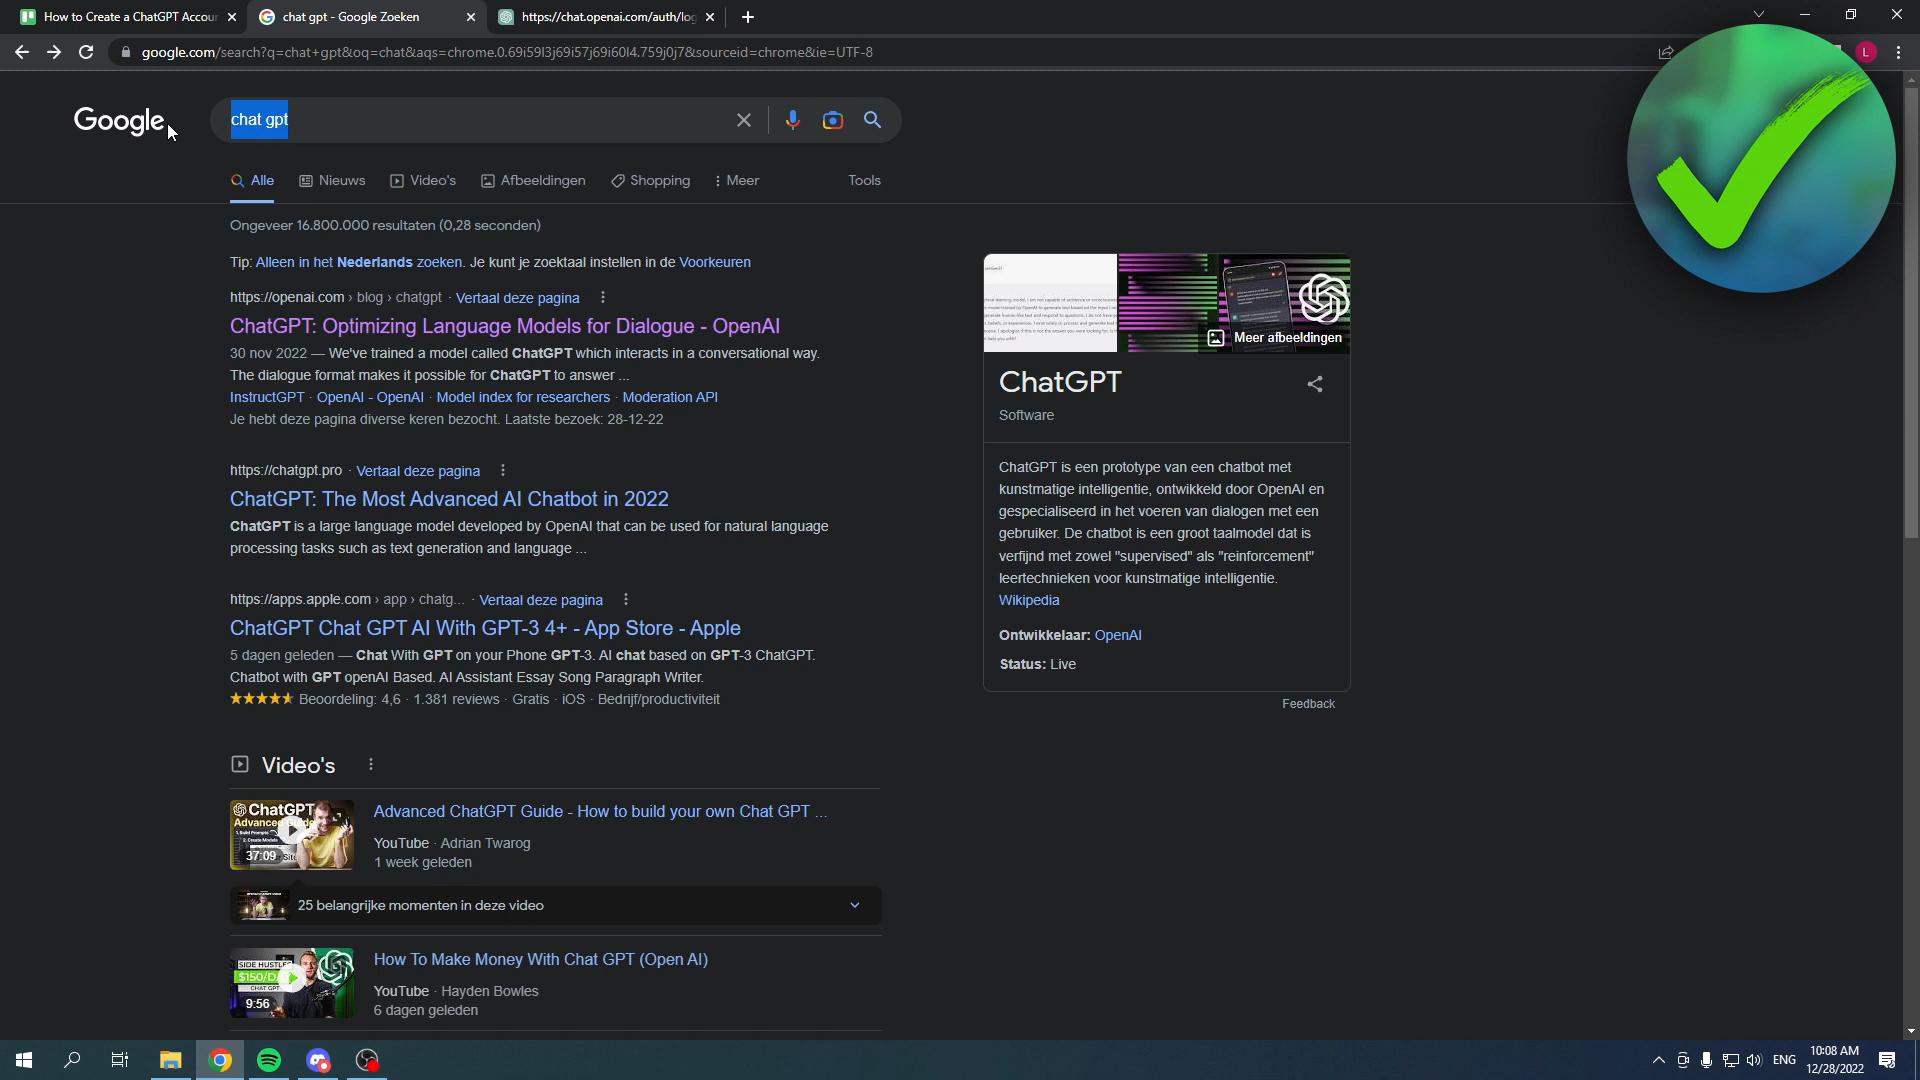 How to Create a ChatGPT Accou
chat gpt - Google Zoeken
https://chat.openai.com/auth/log
google.com/search?q=chat+gpt&oq=chat&aqs=chrome.0.69i59l3j69i57j69i60l4.759j0j7&sourceid=chrome&ie=UTF-8
L
Google
chat gpt
Alle
Nieuws
Video's
Afbeeldingen
Shopping
Meer
Tools
Ongeveer 16.800.000 resultaten (0,28 seconden)
Tip: Alleen in het Nederlands zoeken. Je kunt je zoektaal instellen in de Voorkeuren
https://openai.com › blog › chatgpt · Vertaal deze pagina
ChatGPT: Optimizing Language Models for Dialogue - OpenAI
30 nov 2022 — We've trained a model called ChatGPT which interacts in a conversational way.
The dialogue format makes it possible for ChatGPT to answer ...
InstructGPT · OpenAI - OpenAI · Model index for researchers · Moderation API
Je hebt deze pagina diverse keren bezocht. Laatste bezoek: 28-12-22
https://chatgpt.pro · Vertaal deze pagina
ChatGPT: The Most Advanced AI Chatbot in 2022
ChatGPT is a large language model developed by OpenAI that can be used for natural language
processing tasks such as text generation and language ...
https://apps.apple.com › app › chatg... · Vertaal deze pagina
ChatGPT Chat GPT AI With GPT-3 4+ - App Store - Apple
5 dagen geleden — Chat With GPT on your Phone GPT-3. AI chat based on GPT-3 ChatGPT.
Chatbot with GPT openAI Based. AI Assistant Essay Song Paragraph Writer.
Beoordeling: 4,6 · 1.381 reviews · Gratis · iOS · Bedrijf/productiviteit
Video's
ChatGPT
Advanced
37:09
Advanced ChatGPT Guide - How to build your own Chat GPT ...
YouTube · Adrian Twarog
1 week geleden
25 belangrijke momenten in deze video
SIDE HUSTLE
CHAT GPT
9:56
How To Make Money With Chat GPT (Open AI)
YouTube · Hayden Bowles
6 dagen geleden
Meer afbeeldingen
ChatGPT
Software
ChatGPT is een prototype van een chatbot met
kunstmatige intelligentie, ontwikkeld door OpenAI en
gespecialiseerd in het voeren van dialogen met een
gebruiker. De chatbot is een groot taalmodel dat is
verfijnd met zowel "supervised" als "reinforcement"
leertechnieken voor kunstmatige intelligentie.
Wikipedia
Ontwikkelaar: OpenAI
Status: Live
Feedback
ENG
10:08 AM
12/28/2022